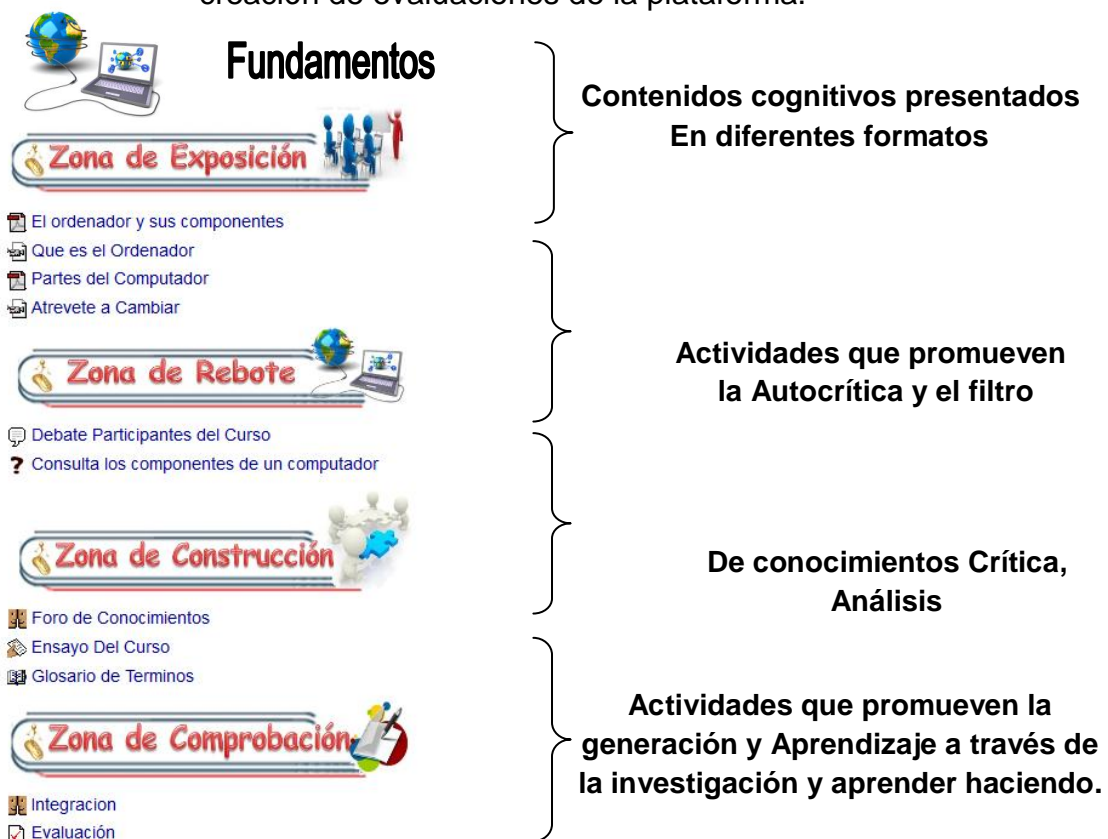 creación de evaluaciones de la plataforma.
Fundamentos
Contenidos cognitivos presentados
En diferentes formatos
Zona de Exposición
El ordenador y sus componentes
Que es el Ordenador
Partes del Computador
Atrevete a Cambiar
Zona de Rebote
Actividades que promueven
la Autocrítica y el filtro
Debate Participantes del Curso
Consulta los componentes de un computador
Zona de Construcción
De conocimientos Crítica,
Análisis
Foro de Conocimientos
Ensayo Del Curso
Glosario de Terminos
Zona de Comprobación
Actividades que promueven la
generación y Aprendizaje a través de
la investigación y aprender haciendo.
Integracion
Evaluación